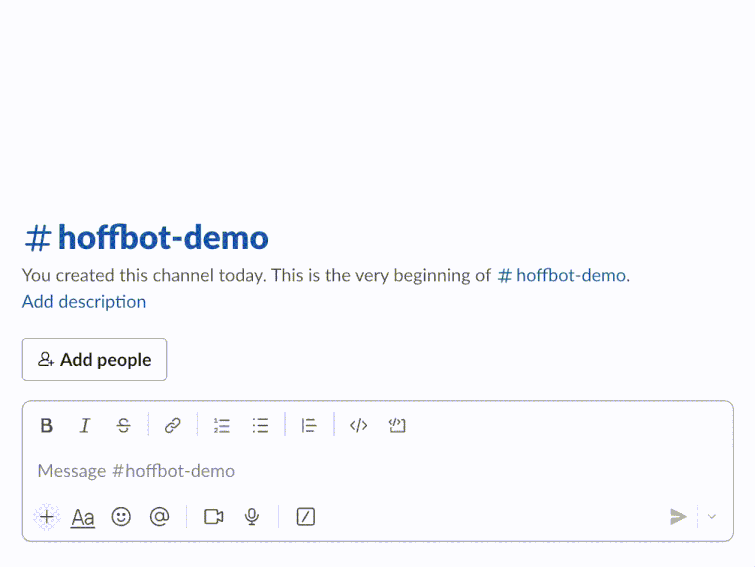 # hoffbot-demo
You created this channel today. This is the very beginning of # hoffbot-demo.
Add description
Add people
B I S
Message #hoffbot-demo
Aa